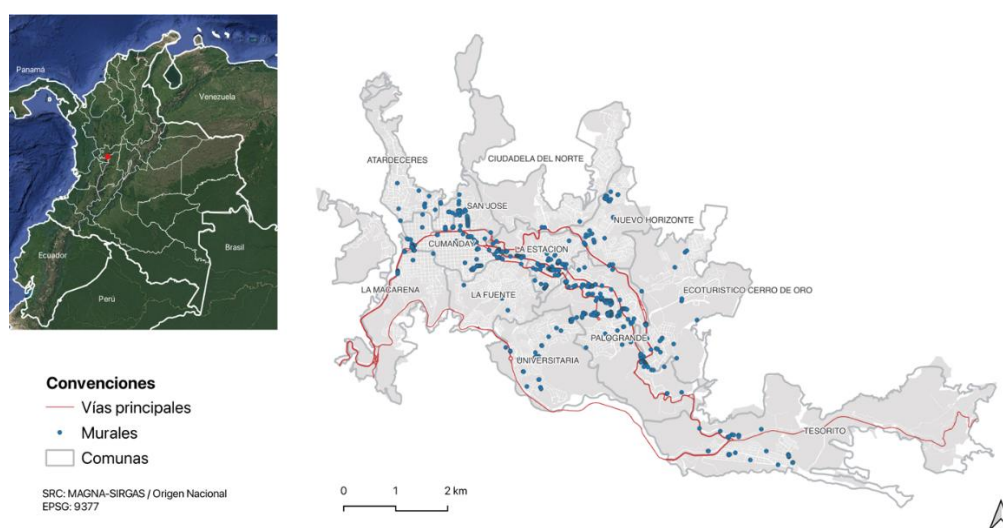 Panamá
Venezuela
Ecuador
Perú
Brasil
ATARDECERES
CIUDADELA DEL NORTE
SAN JOSE
NUEVO HORIZONTE
CUMANDAY
LA ESTACION
LA MACARENA
LA FUENTE
ECOTURISTICO CERRO DE ORO
PALOGRANDE
UNIVERSITARIA
TESORITO
Convenciones
Vías principales
Murales
Comunas
SRC: MAGNA-SIRGAS / Origen Nacional
EPSG: 9377
0 1 2 km